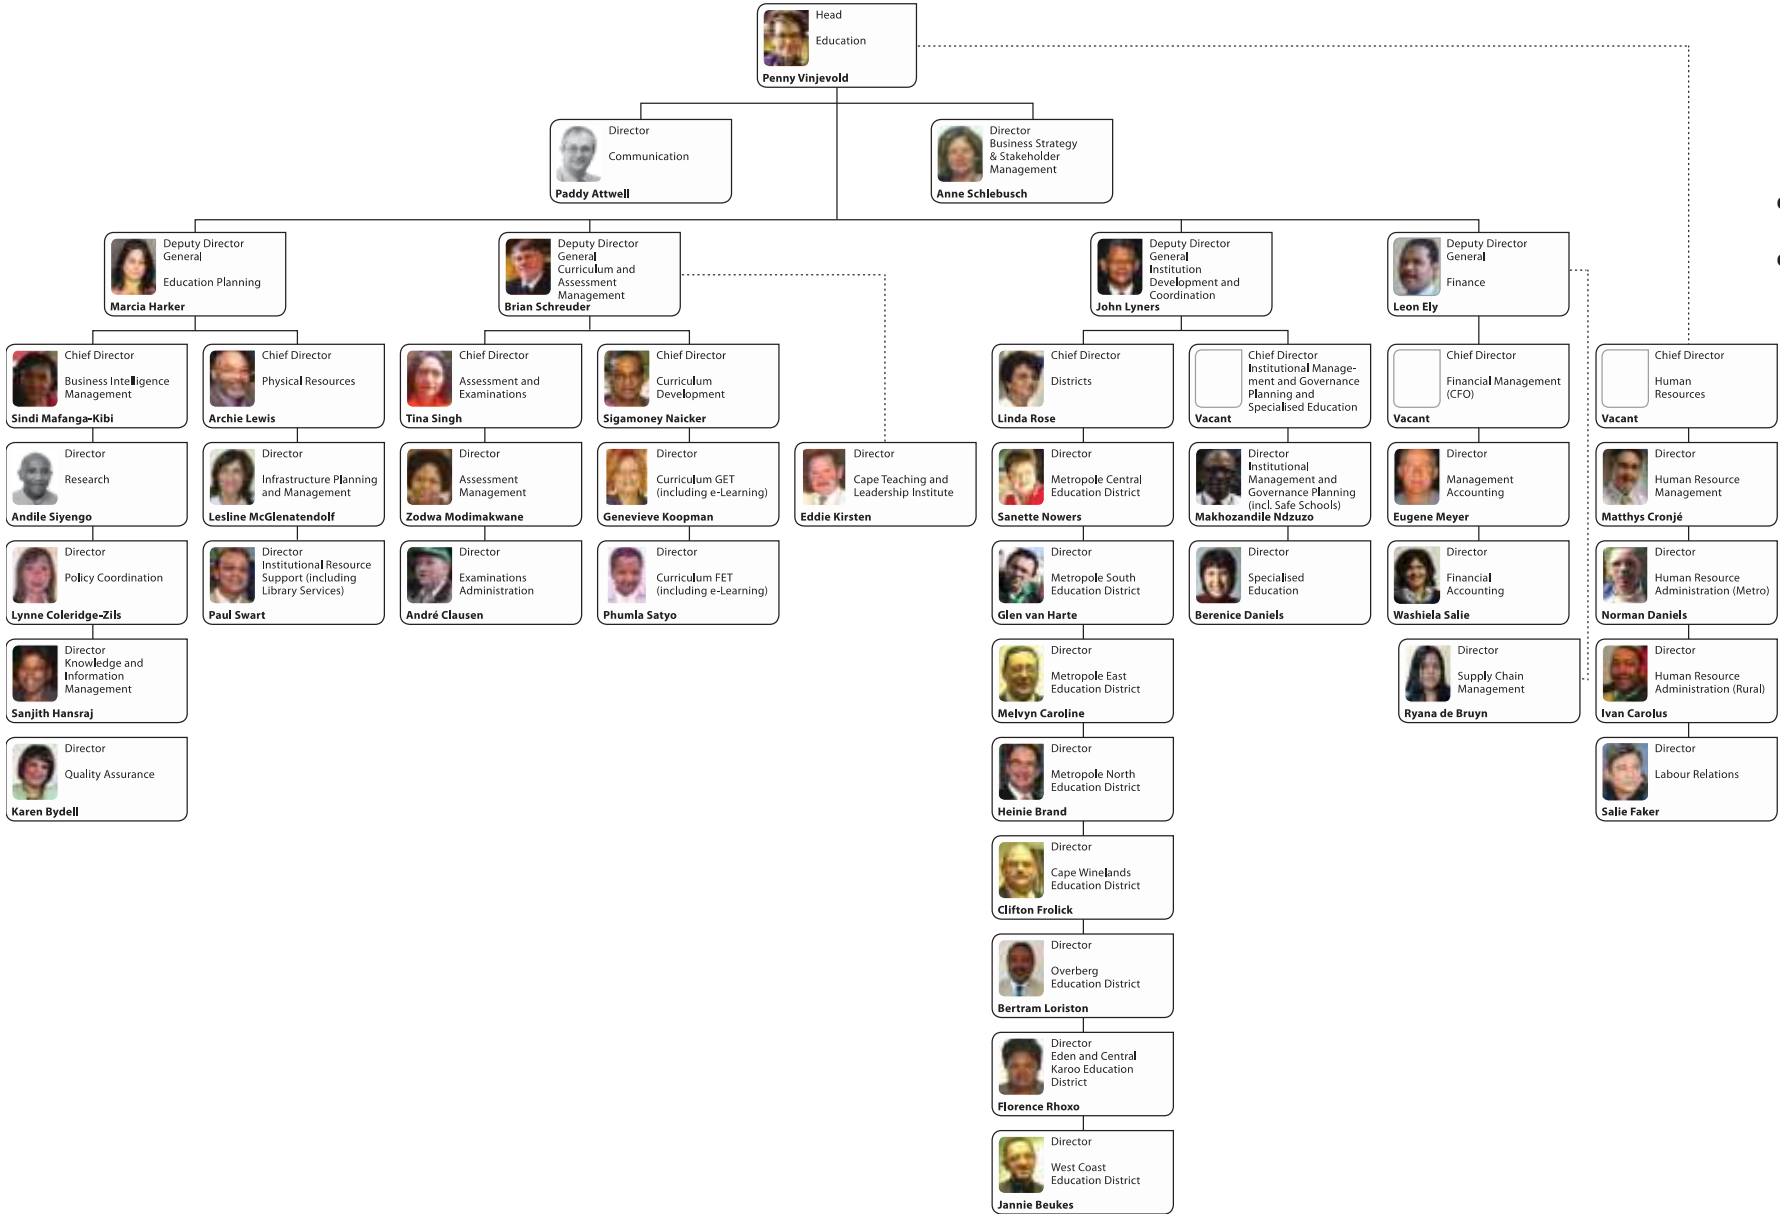 Head
Education
Penny Vinjevold
Director
Communication
Paddy Attwell
Director
Business Strategy
& Stakeholder
Management
Anne Schlebusch
Deputy Director
General
Education Planning
Marcia Harker
Deputy Director
General
Curriculum and
Assessment
Management
Brian Schreuder
Deputy Director
General
Institution
Development and
Coordination
John Lyners
Deputy Director
General
Finance
Leon Ely
Chief Director
Business Intelligence
Management
Sindi Mafanga-Kibi
Chief Director
Physical Resources
Archie Lewis
Chief Director
Assessment and
Examinations
Tina Singh
Chief Director
Curriculum
Development
Sigamoney Naicker
Chief Director
Districts
Linda Rose
Chief Director
Institutional Manage-
ment and Governance
Planning and
Specialised Education
Vacant
Chief Director
Financial Management
(CFO)
Vacant
Chief Director
Human
Resources
Vacant
Director
Research
Andile Siyengo
Director
Infrastructure Planning
and Management
Lesline McGlenatendolf
Director
Assessment
Management
Zodwa Modimakwane
Director
Curriculum GET
(including e-Learning)
Genevieve Koopman
Director
Cape Teaching and
Leadership Institute
Eddie Kirsten
Director
Metropole Central
Education District
Sanette Nowers
Director
Institutional
Management and
Governance Planning
(incl. Safe Schools)
Makhozandile Ndzuzo
Director
Management
Accounting
Eugene Meyer
Director
Human Resource
Management
Matthys Cronjé
Director
Policy Coordination
Lynne Coleridge-Zils
Director
Institutional Resource
Support (including
Library Services)
Paul Swart
Director
Examinations
Administration
André Clausen
Director
Curriculum FET
(including e-Learning)
Phumla Satyo
Director
Metropole South
Education District
Glen van Harte
Director
Specialised
Education
Berenice Daniels
Director
Financial
Accounting
Washiela Salie
Director
Human Resource
Administration (Metro)
Norman Daniels
Director
Knowledge and
Information
Management
Sanjith Hansraj
Director
Metropole East
Education District
Melvyn Caroline
Director
Supply Chain
Management
Ryana de Bruyn
Director
Human Resource
Administration (Rural)
Ivan Carolus
Director
Quality Assurance
Karen Bydell
Director
Metropole North
Education District
Heinie Brand
Director
Labour Relations
Salie Faker
Director
Cape Winelands
Education District
Clifton Frolick
Director
Overberg
Education District
Bertram Loriston
Director
Eden and Central
Karoo Education
District
Florence Rhoxo
Director
West Coast
Education District
Jannie Beukes